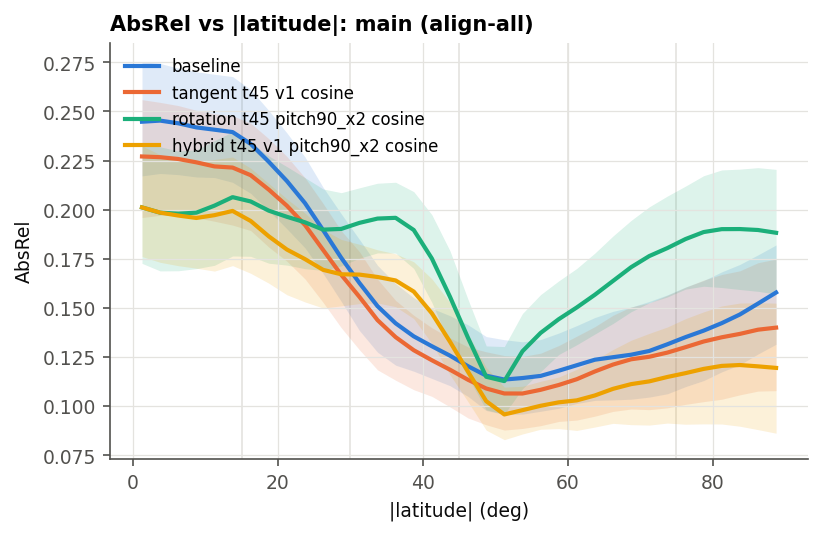 AbsRel vs |latitude|: main (align-all)
0.275
0.250
0.225
0.200
0.175
0.150
0.125
0.100
0.075
AbsRel
baseline
tangent t45 v1 cosine
rotation t45 pitch90_x2 cosine
hybrid t45 v1 pitch90_x2 cosine
0 20 40 60 80
|latitude| (deg)